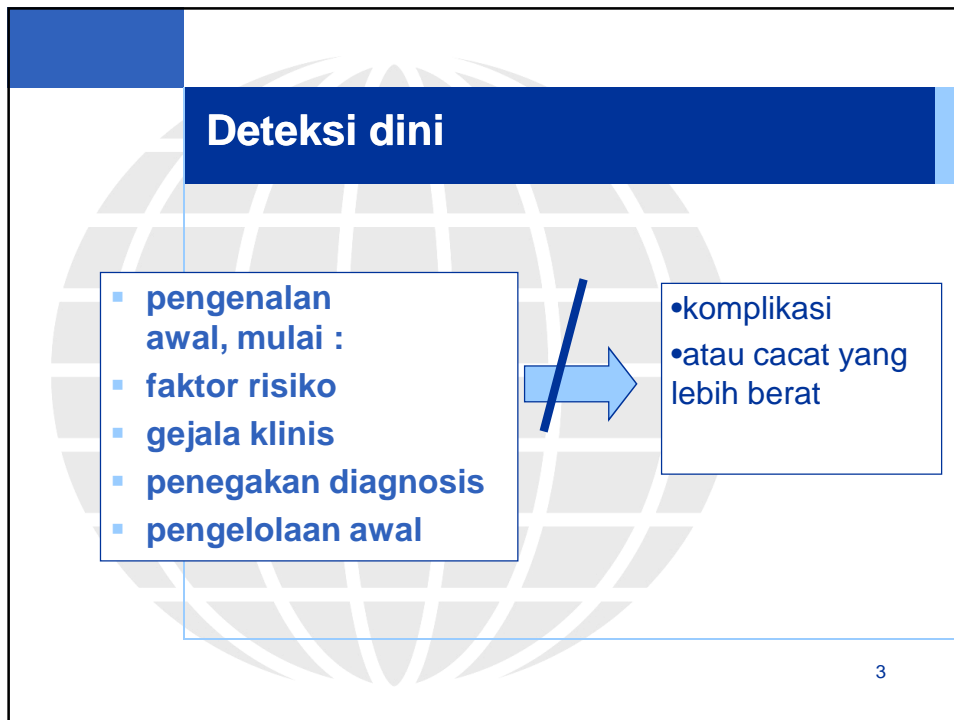 Deteksi dini
▪ pengenalan
awal, mulai :
▪ faktor risiko
▪ gejala klinis
▪ penegakan diagnosis
▪ pengelolaan awal
•komplikasi
•atau cacat yang
lebih berat
3